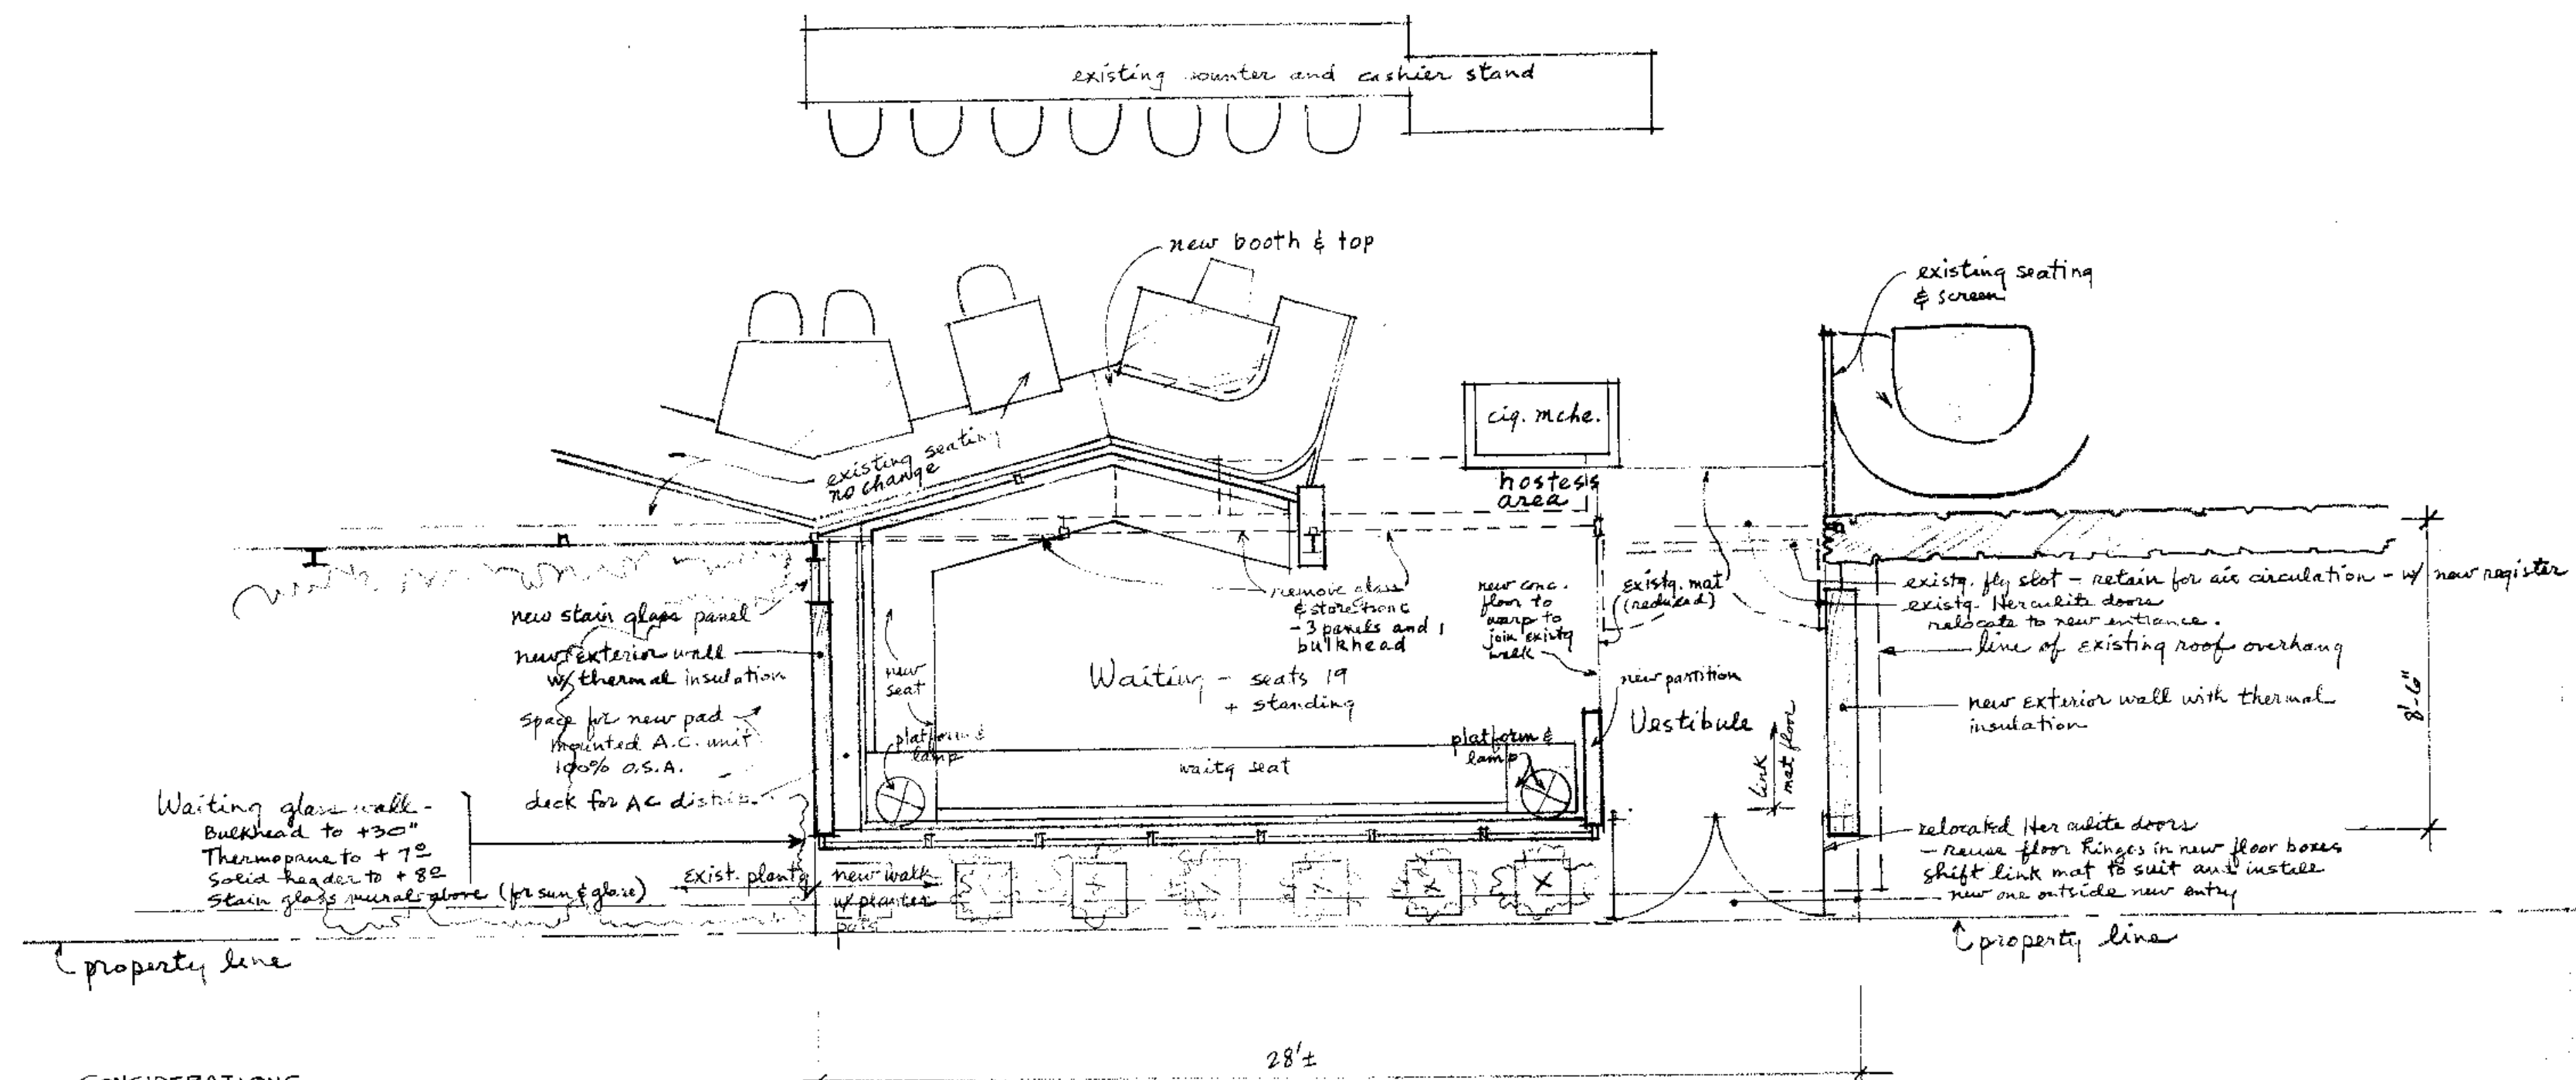 existing counter and cashier stand
new booth & top
existing seating
& screen
cig. mche.
hostess
area
existing seating
no change
new stain glass panel
new exterior wall
w/ thermal insulation
space for new pad
mounted A.C. unit
100% O.S.A.
deck for AC distrib.
Waiting glass wall -
Bulkhead to +30"
Thermopane to + 7º
Solid header to + 8º
Stain glass mural above (for sun & glare)
new
seat
platform &
lamp
Waiting - seats 19
+ standing
waitg seat
platform &
lamp
remove glass
& storefront
- 3 panels and 1
bulkhead
new conc.
floor to
warp to
join existg
walk
existg. mat
(reduced)
new partition
Vestibule
link
mat floor
existg. fly slot - retain for air circulation - w/ new register
existg. Herculite doors
relocate to new entrance.
line of existing roof overhang
new exterior wall with thermal
insulation
8'-6"
relocated Herculite doors
- reuse floor hinges in new floor boxes
shift link mat to suit and install
new one outside new entry
Exist. plantg
new walk
w/ planter
pots
property line
property line
28'±
CONSIDERATIONS